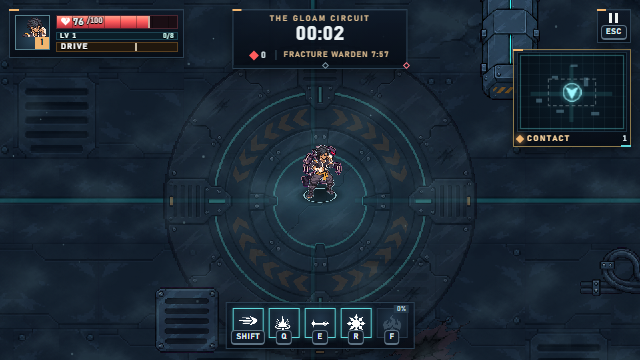 76/100
1
LV 1 0/8
DRIVE
THE GLOAM CIRCUIT
00:02
0 FRACTURE WARDEN 7:57
ESC
CONTACT 1
0%
SHIFT Q E R F